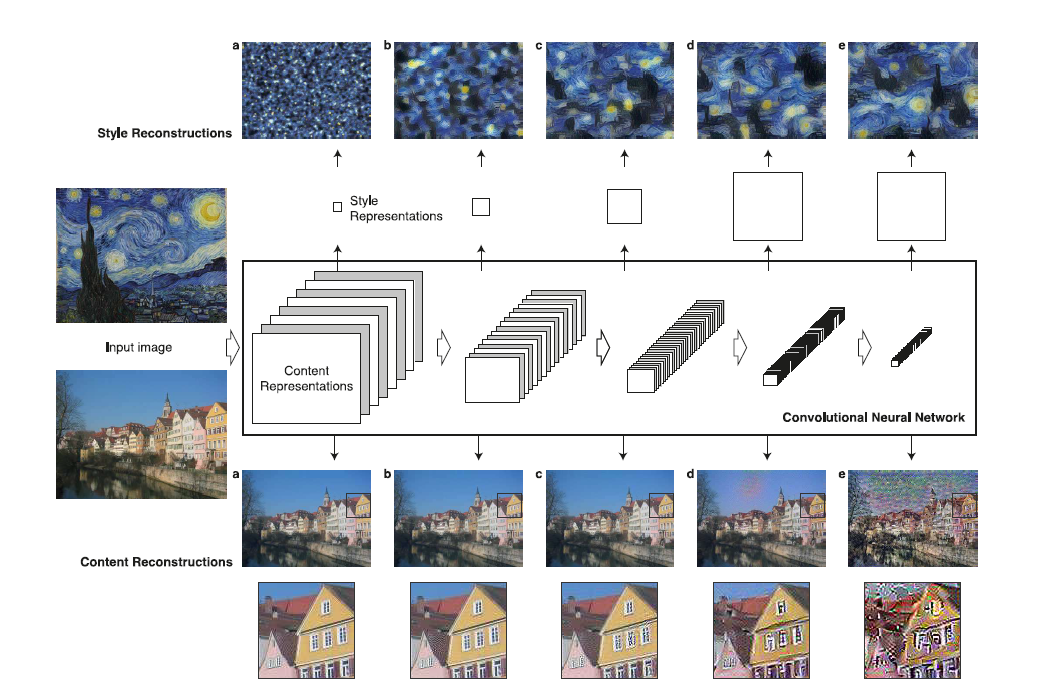 a
b
c
d
e
Style Reconstructions
Style
Representations
Input image
Content
Representations
Convolutional Neural Network
a
b
c
d
e
Content Reconstructions